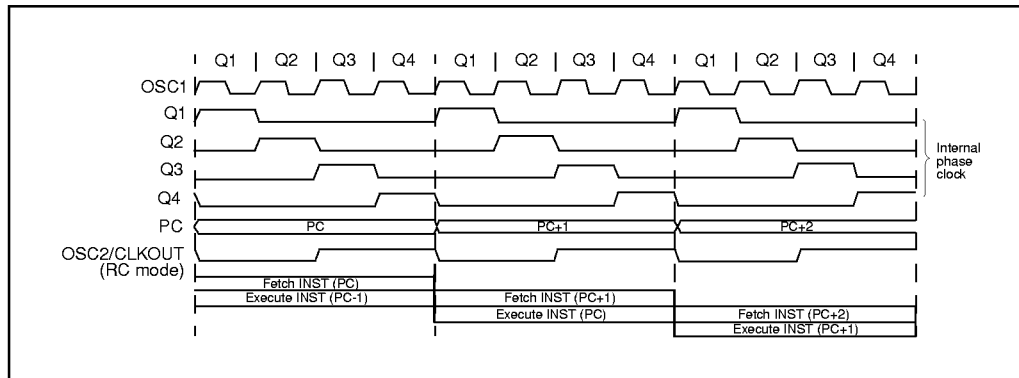 Q1 | Q2 | Q3 | Q4 | Q1 | Q2 | Q3 | Q4 | Q1 | Q2 | Q3 | Q4
OSC1
Q1
Q2
Q3
Q4
Internal
phase
clock
PC
PC
PC+1
PC+2
OSC2/CLKOUT
(RC mode)
Fetch INST (PC)
Execute INST (PC-1)
Fetch INST (PC+1)
Execute INST (PC)
Fetch INST (PC+2)
Execute INST (PC+1)